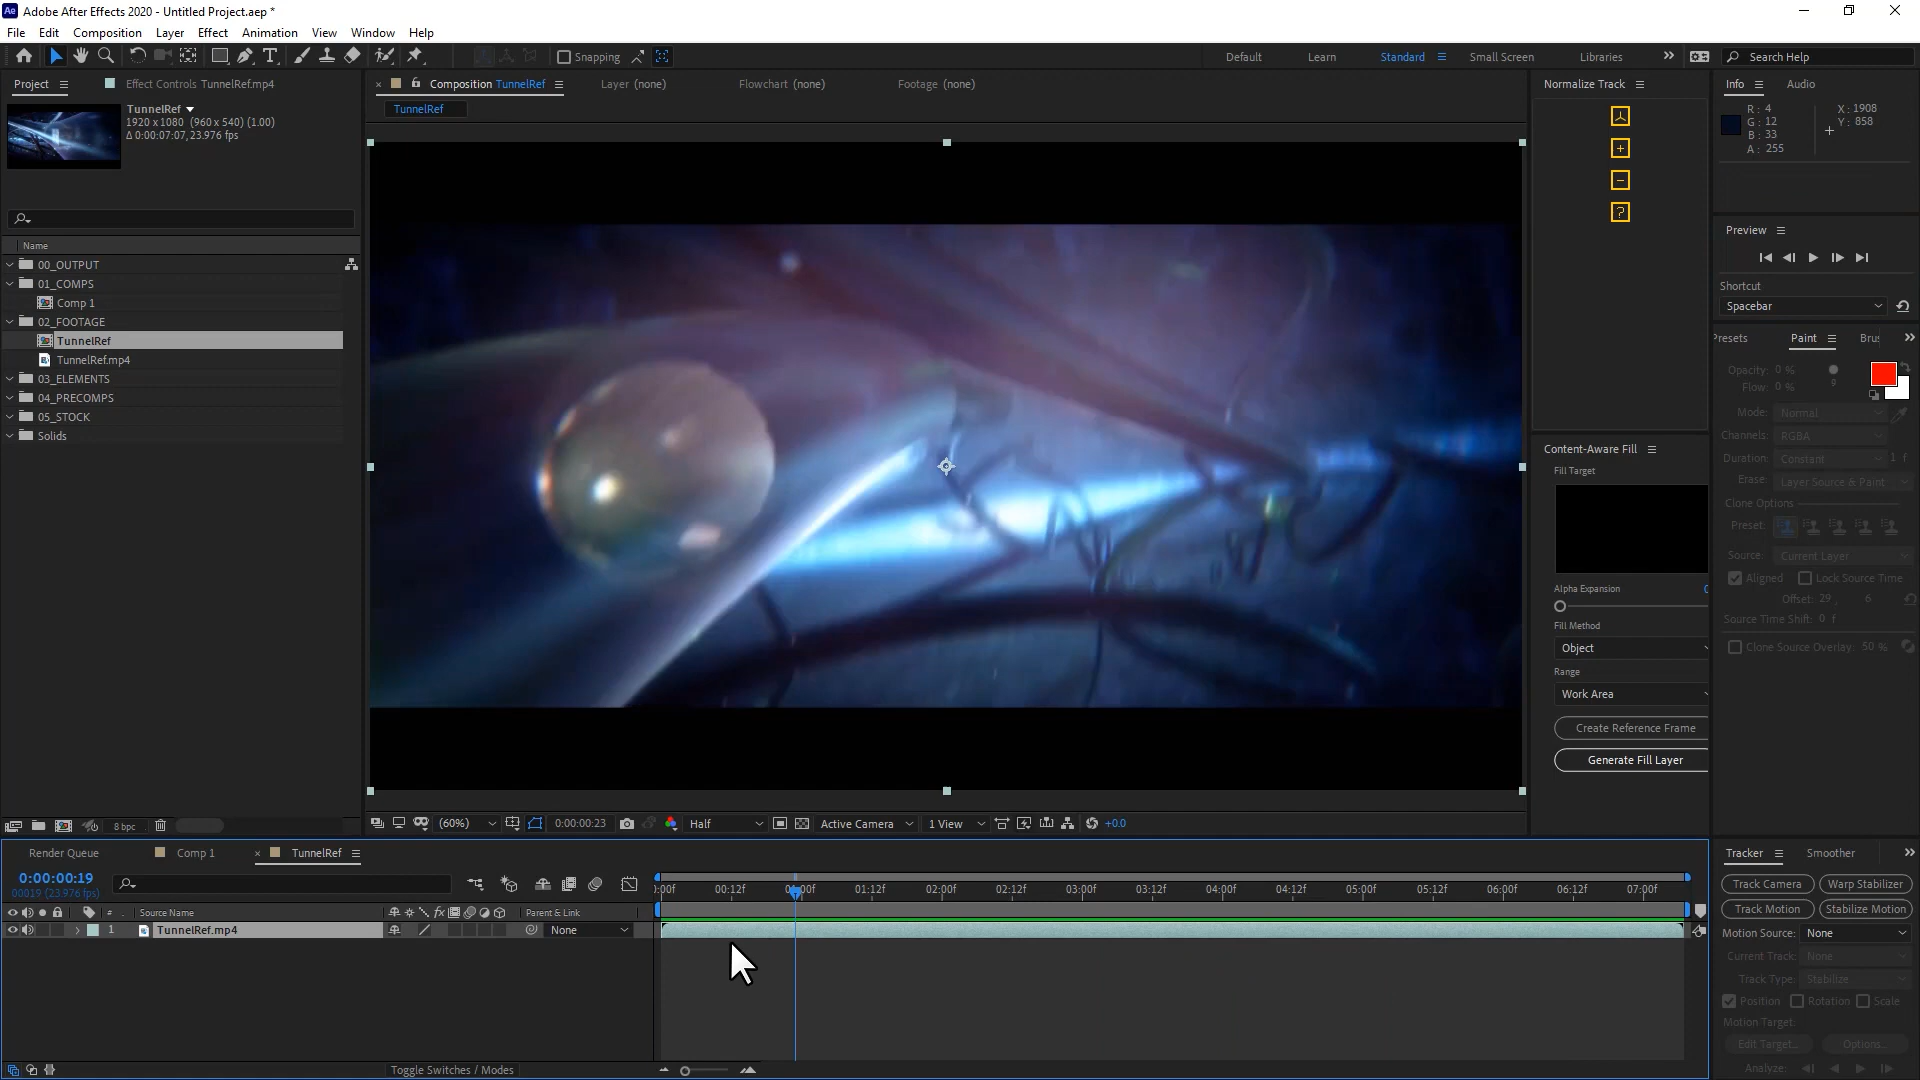 Ae Adobe After Effects 2020 - Untitled Project.aep *
File Edit Composition Layer Effect Animation View Window Help
Snapping Default Learn Standard Small Screen Libraries Search Help
Project Effect Controls TunnelRef.mp4
TunnelRef
1920 x 1080 (960 x 540) (1.00)
Δ 0:00:07:07, 23.976 fps
Name
00_OUTPUT
01_COMPS
Comp 1
02_FOOTAGE
TunnelRef
TunnelRef.mp4
03_ELEMENTS
04_PRECOMPS
05_STOCK
Solids
8 bpc
Composition TunnelRef Layer (none) Flowchart (none) Footage (none)
TunnelRef
(60%) 0:00:00:23 Half Active Camera 1 View +0.0
Normalize Track
+
-
?
Content-Aware Fill
Fill Target
Alpha Expansion
Fill Method
Object
Range
Work Area
Create Reference Frame
Generate Fill Layer
Info Audio
R: 4 X: 1908
G: 12 Y: 858
B: 33
A: 255
Preview
Shortcut
Spacebar
Presets Paint Bru
Opacity: 0 %
Flow: 0 % 9
Mode: Normal
Channels: RGBA
Duration: Constant 1 f
Erase: Layer Source & Paint
Clone Options
Preset:
Source: Current Layer
Aligned Lock Source Time
Offset: 29 , 6
Source Time Shift: 0 f
Clone Source Overlay: 50 %
Render Queue Comp 1 TunnelRef
0:00:00:19
00019 (23.976 fps)
:00f 00:12f 01:00f 01:12f 02:00f 02:12f 03:00f 03:12f 04:00f 04:12f 05:00f 05:12f 06:00f 06:12f 07:00f
# Source Name fx Parent & Link
1 TunnelRef.mp4 None
Toggle Switches / Modes
Tracker Smoother
Track Camera Warp Stabilizer
Track Motion Stabilize Motion
Motion Source: None
Current Track: None
Track Type: Stabilize
Position Rotation Scale
Motion Target:
Edit Target... Options...
Analyze: